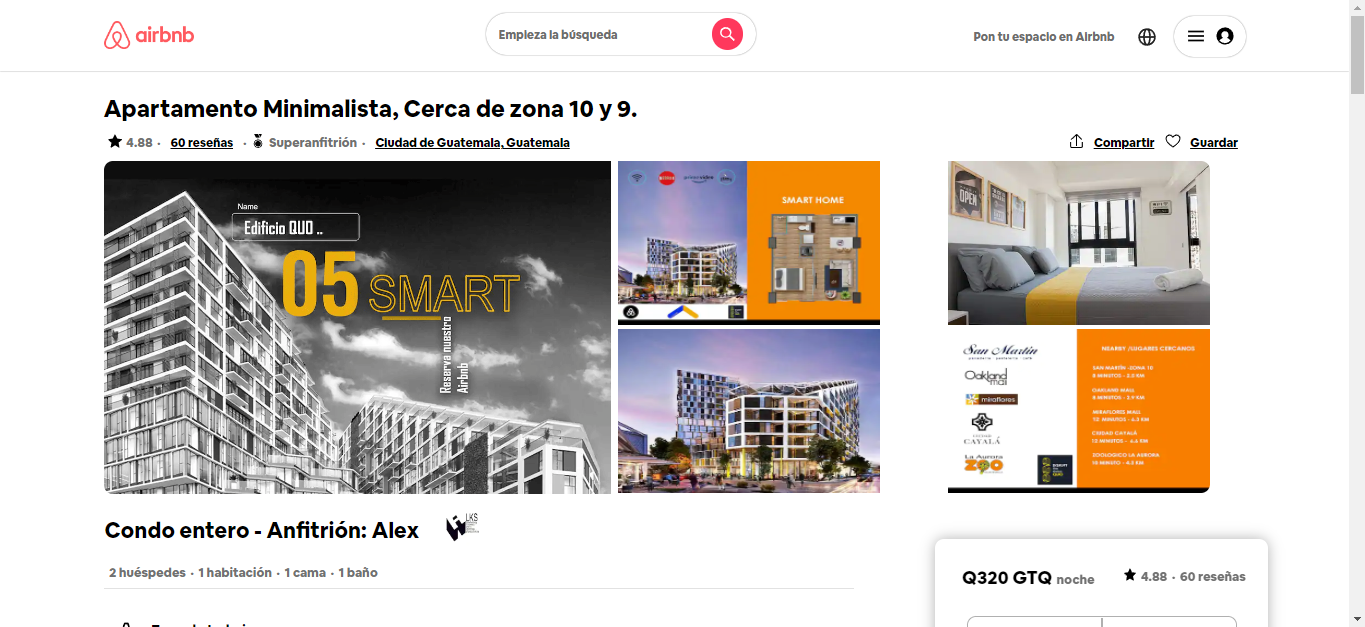 airbnb
Empieza la búsqueda
Pon tu espacio en Airbnb
Apartamento Minimalista, Cerca de zona 10 y 9.
4.88 · 60 reseñas · Superanfitrión · Ciudad de Guatemala, Guatemala
Compartir Guardar
Name
Edificio QUO ..
05 SMART
Reserva nuestro
Airbnb
SMART HOME
OPEN
San Martin
Oakland
mall
miraflores
CAYALÁ
La Aurora
ZOO
NEARBY /LUGARES CERCANOS
SAN MARTÍN -ZONA 10
OAKLAND MALL
MIRAFLORES MALL
CIUDAD CAYALÁ
ZOOLOGICO LA AURORA
Condo entero - Anfitrión: Alex
LKS
2 huéspedes · 1 habitación · 1 cama · 1 baño
Q320 GTQ noche
4.88 · 60 reseñas